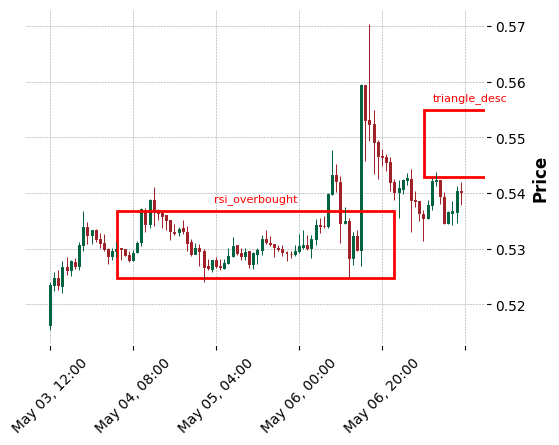 0.57
0.56
triangle_desc
0.55
0.54
rsi_overbought
0.53
0.52
Price
May 03, 12:00
May 04, 08:00
May 05, 04:00
May 06, 00:00
May 06, 20:00